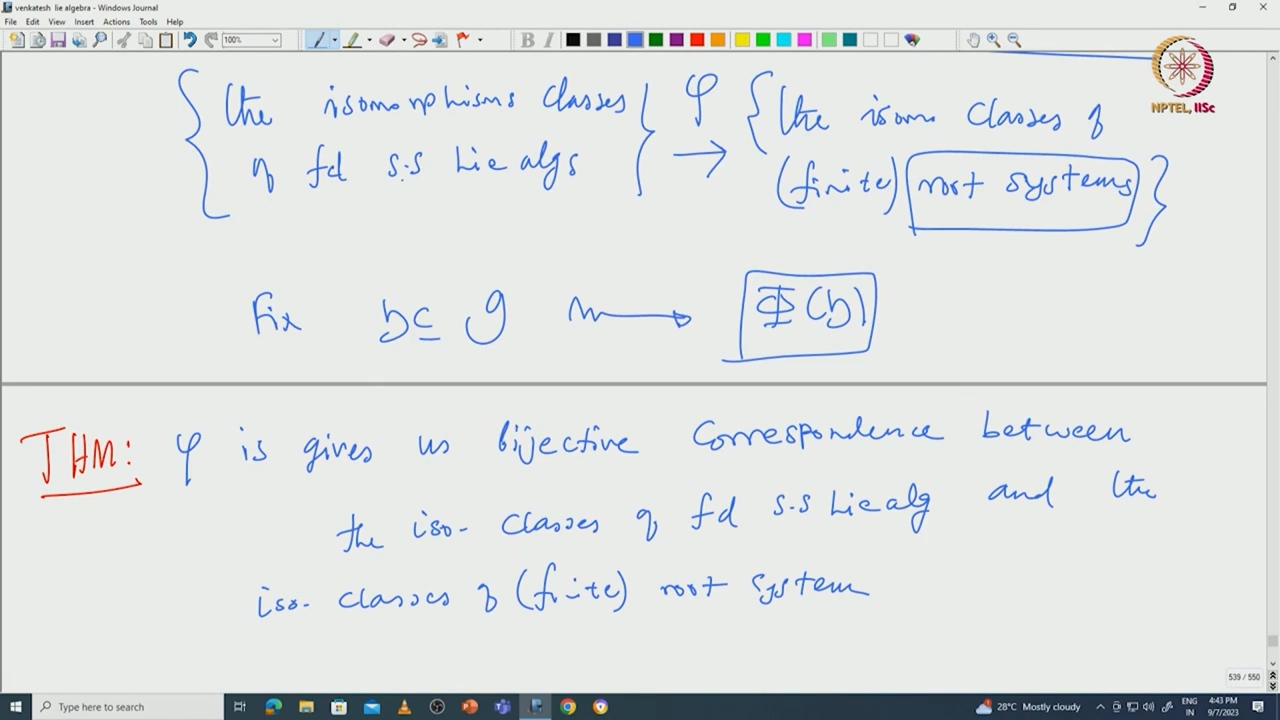 venkatesh lie algebra - Windows Journal
File Edit View Insert Actions Tools Help
100%
B I
NPTEL, IISc
{ the isomorphisms classes of fd s.s Lie algs } φ → { the isom classes of (finite) root systems }
Fix 𝔥 ⊆ 𝔤 ⟶ Φ(𝔥)
THM: φ is gives us bijective Correspondence between
the iso- classes of fd s.s Lie alg and the
iso- classes of (finite) root system
539 / 550
Type here to search
28°C Mostly cloudy
ENG
IN
4:43 PM
9/7/2023